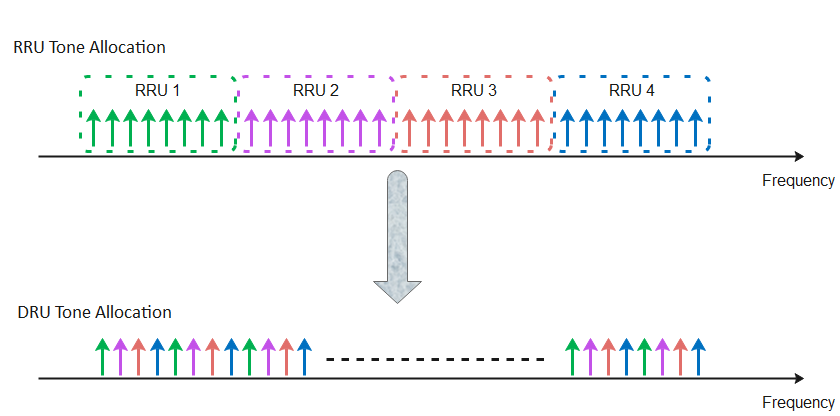 RRU Tone Allocation
RRU 1 RRU 2 RRU 3 RRU 4
Frequency
DRU Tone Allocation
Frequency